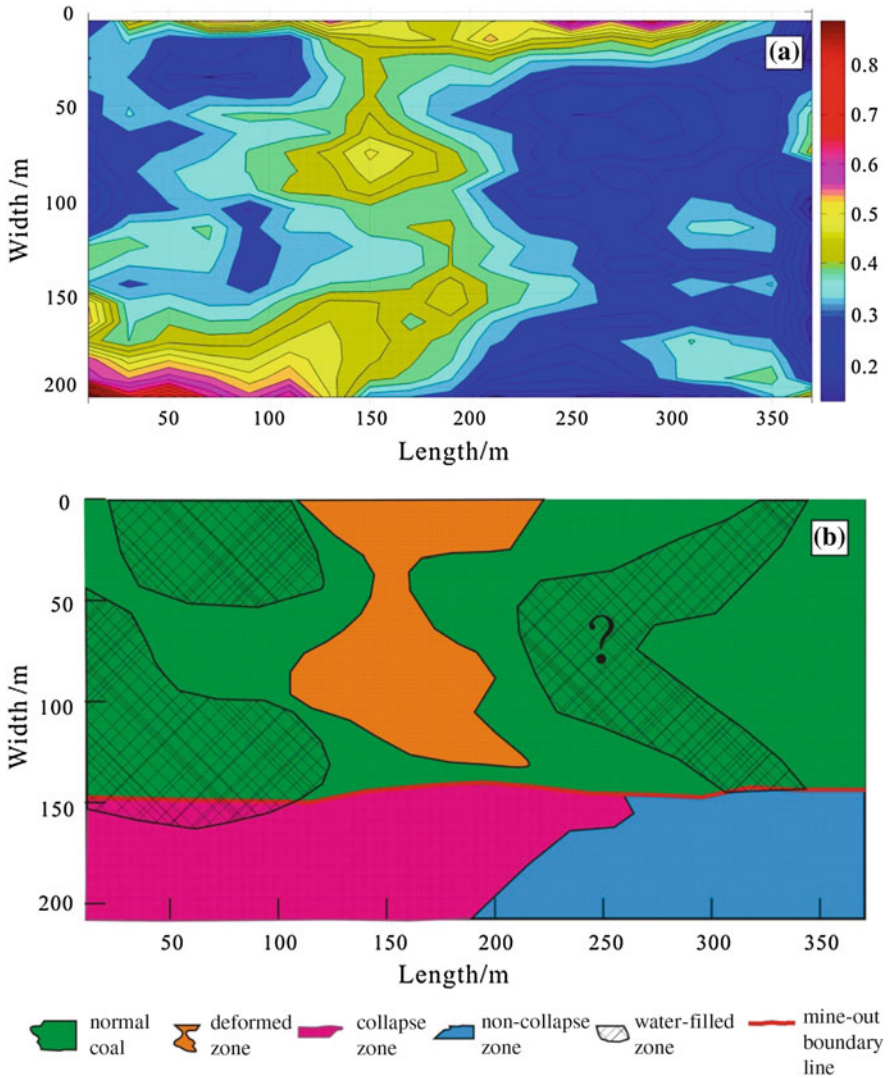 0
50
100
150
200
Width /m
(a)
50 100 150 200 250 300 350
Length/m
0.8
0.7
0.6
0.5
0.4
0.3
0.2
0
50
100
150
200
Width /m
(b)
?
50 100 150 200 250 300 350
Length/m
normal coal
deformed zone
collapse zone
non-collapse zone
water-filled zone
mine-out boundary line